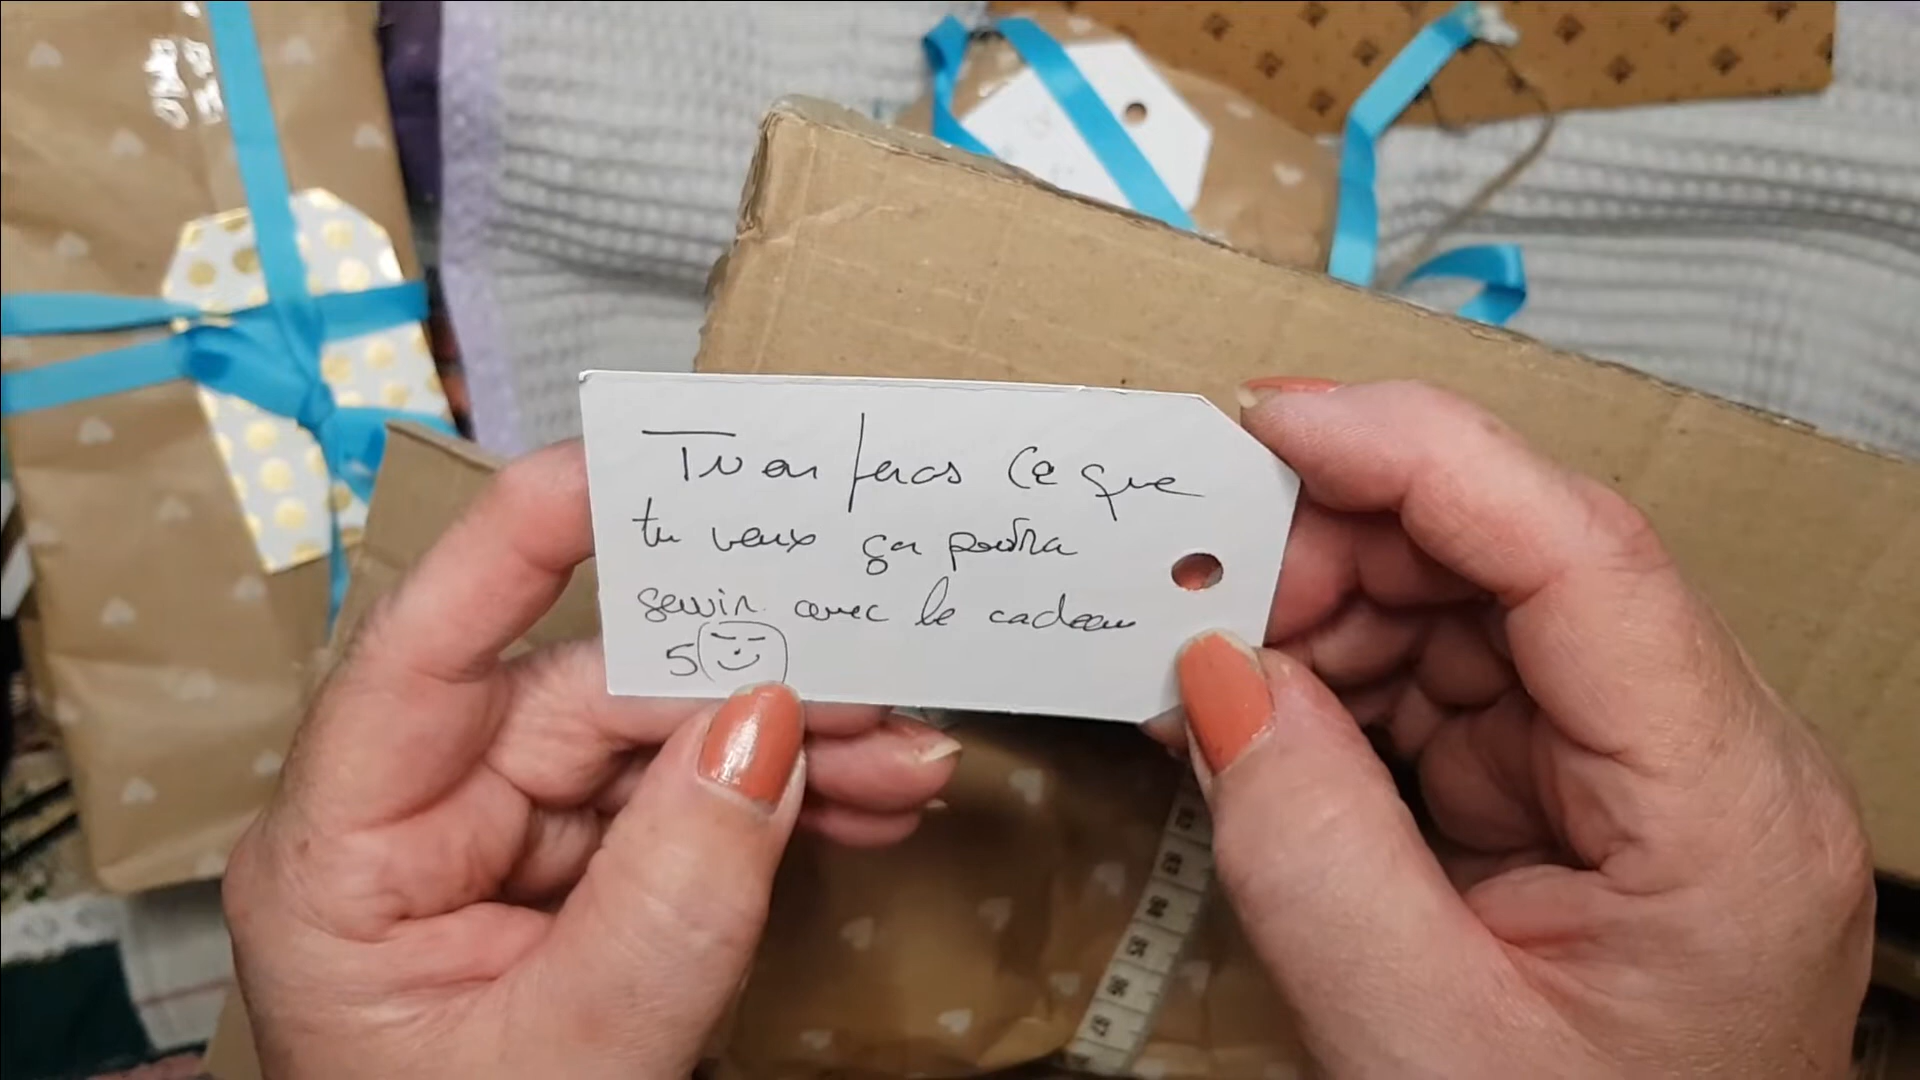 Tu en feras ce que
tu veux ça pourra
servir avec le cadeau
5